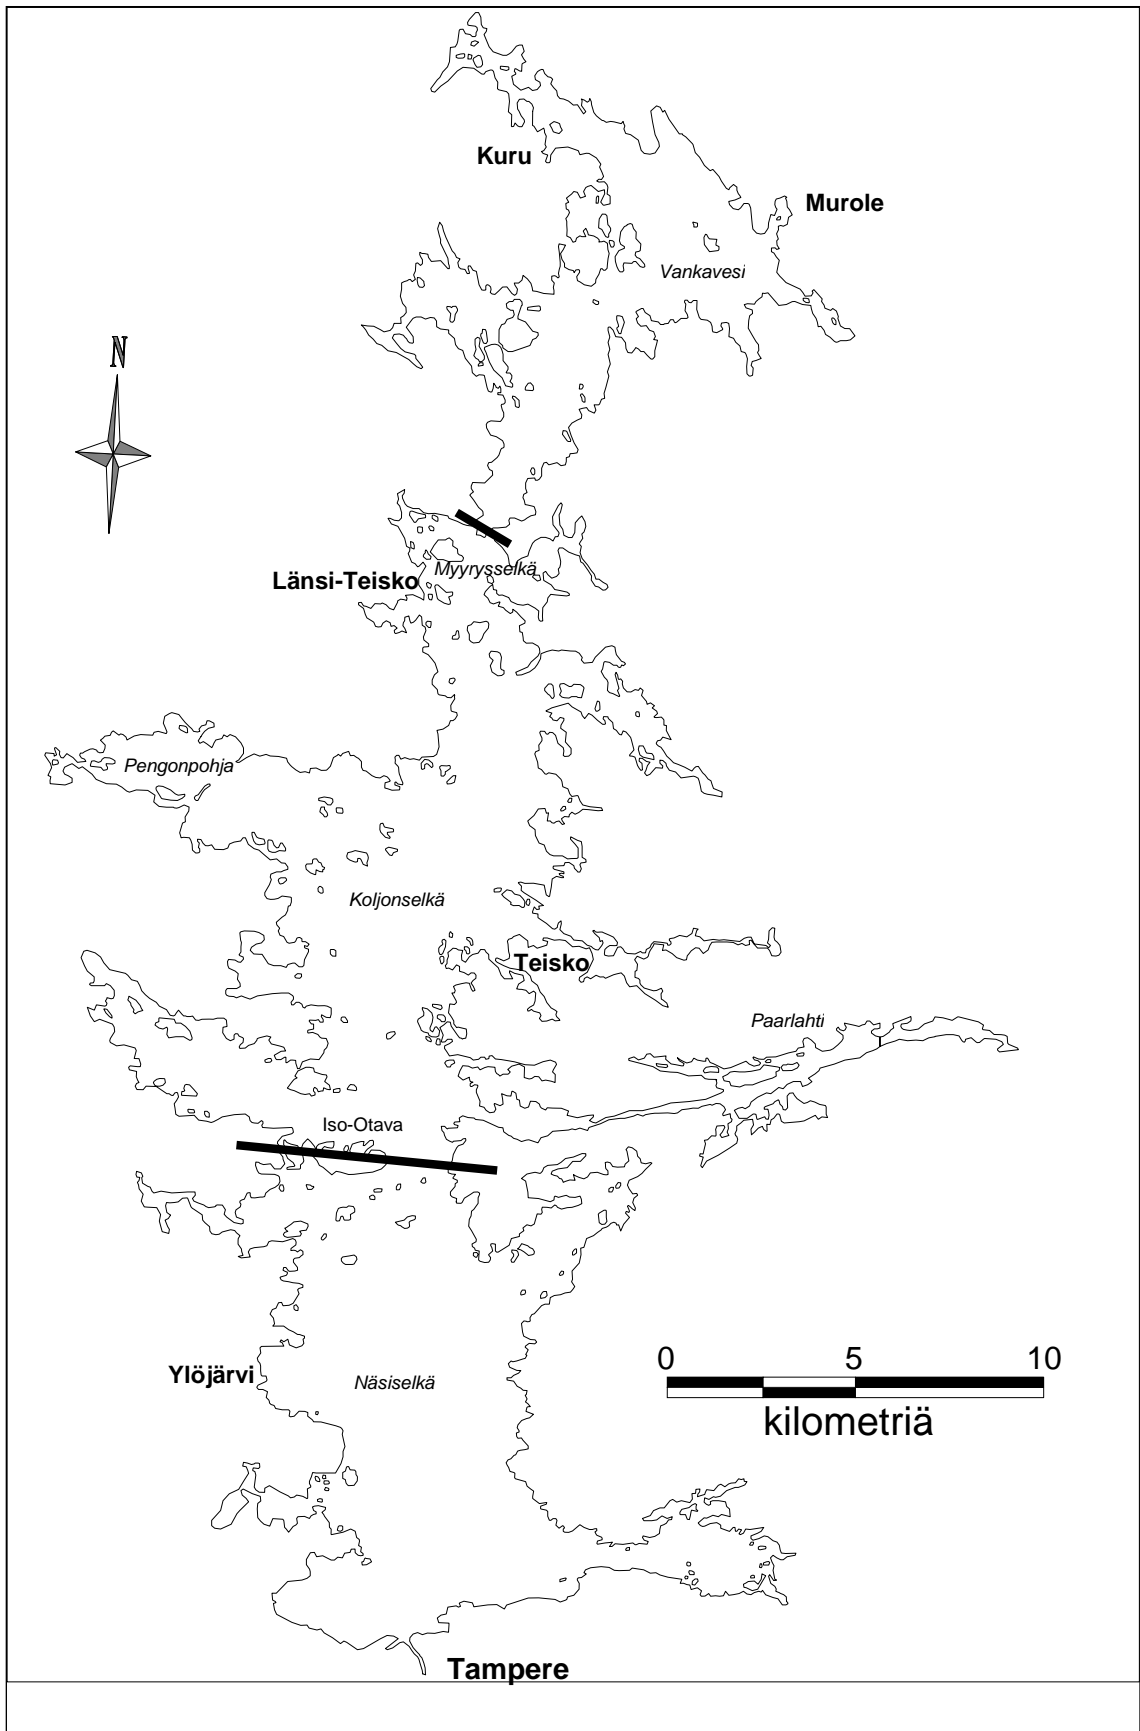 Kuru
Murole
Vankavesi
N
Myyrysselkä
Länsi-Teisko
Pengonpohja
Koljonselkä
Teisko
Paarlahti
Iso-Otava
0 5 10
kilometriä
Ylöjärvi
Näsiselkä
Tampere